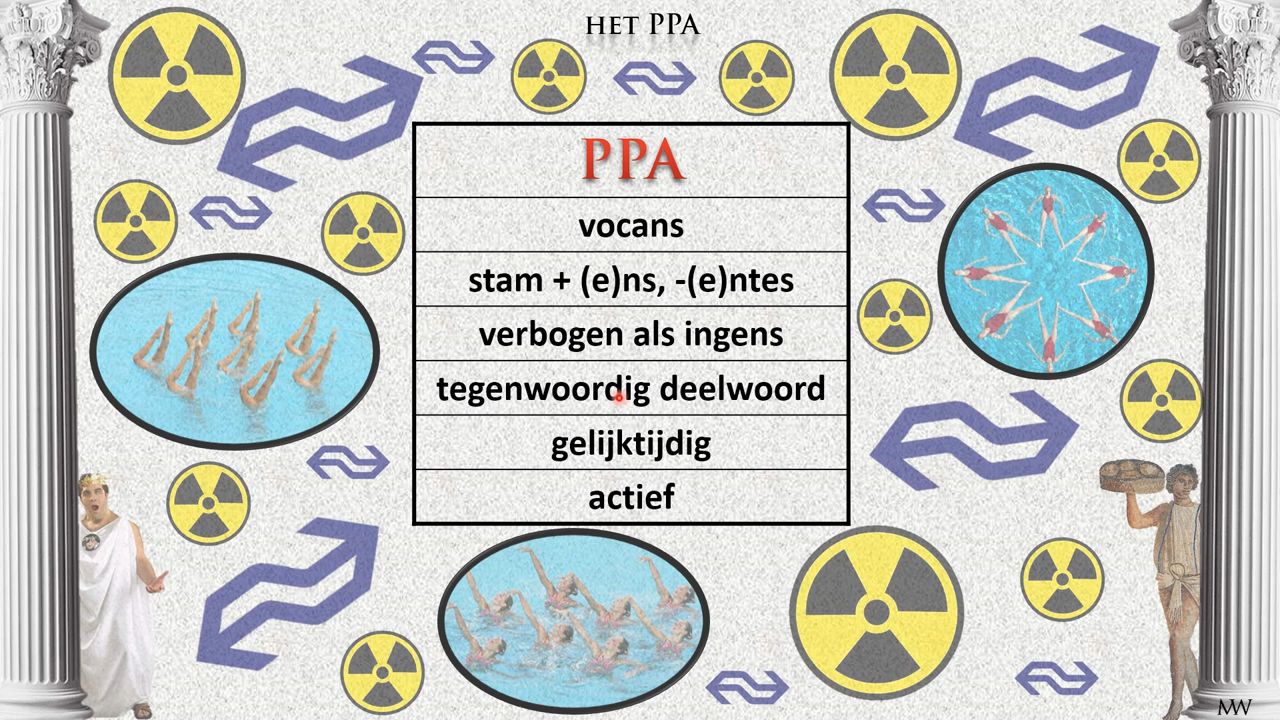 HET PPA
PPA
vocans
stam + (e)ns, -(e)ntes
verbogen als ingens
tegenwoordig deelwoord
gelijktijdig
actief
MW